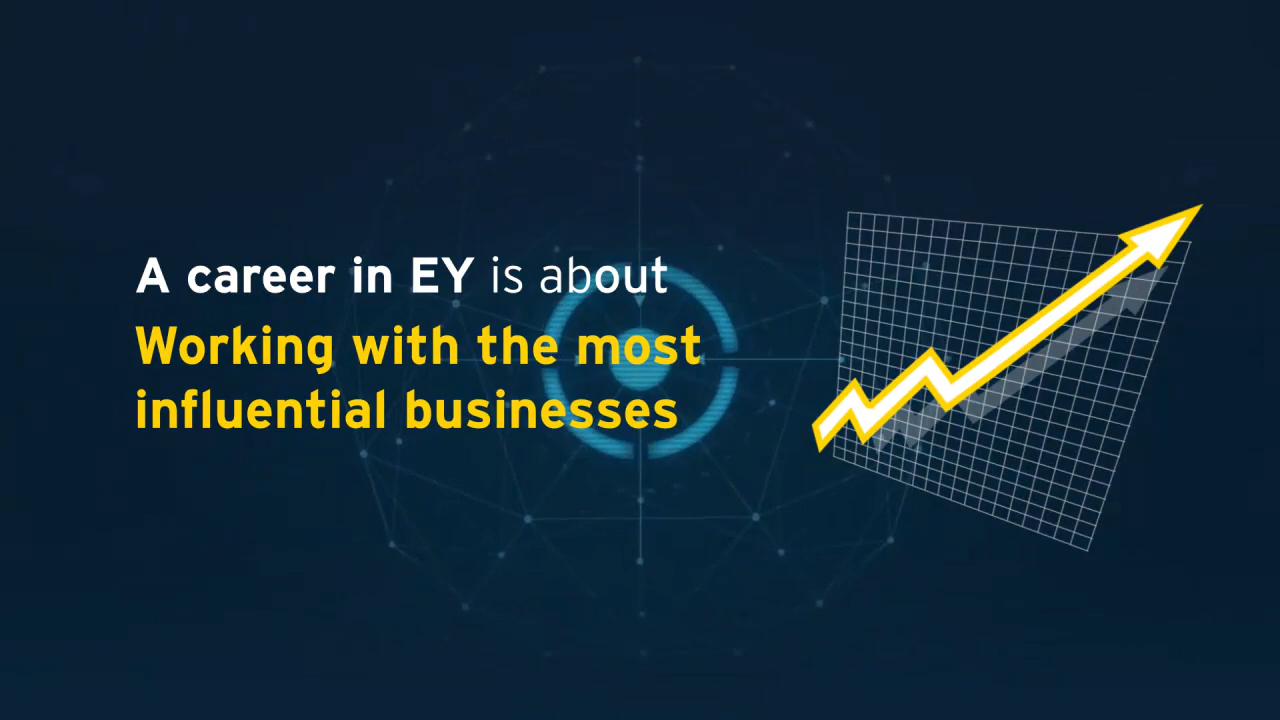 A career in EY is about
Working with the most
influential businesses